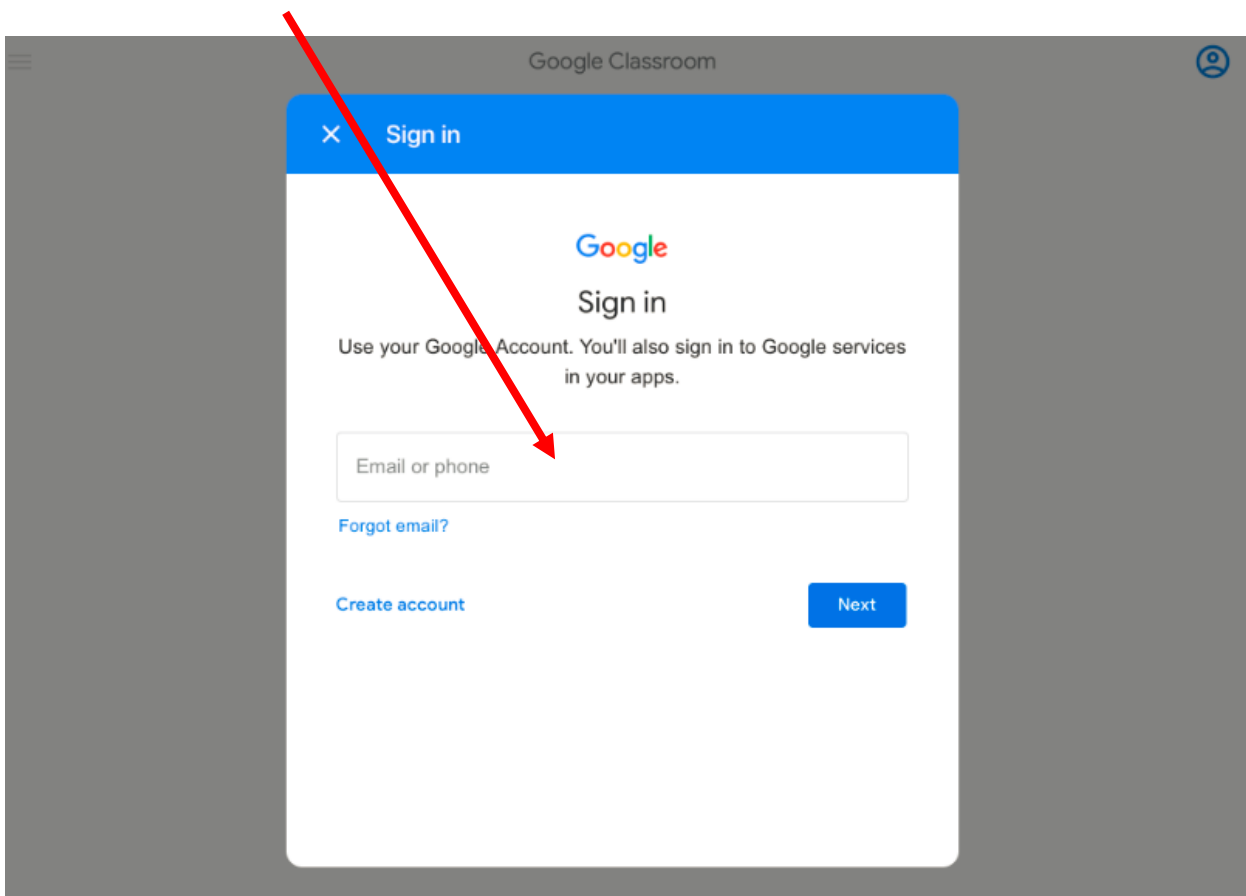 Google Classroom
Sign in
Google
Sign in
Use your Google Account. You'll also sign in to Google services
in your apps.
Email or phone
Forgot email?
Create account
Next